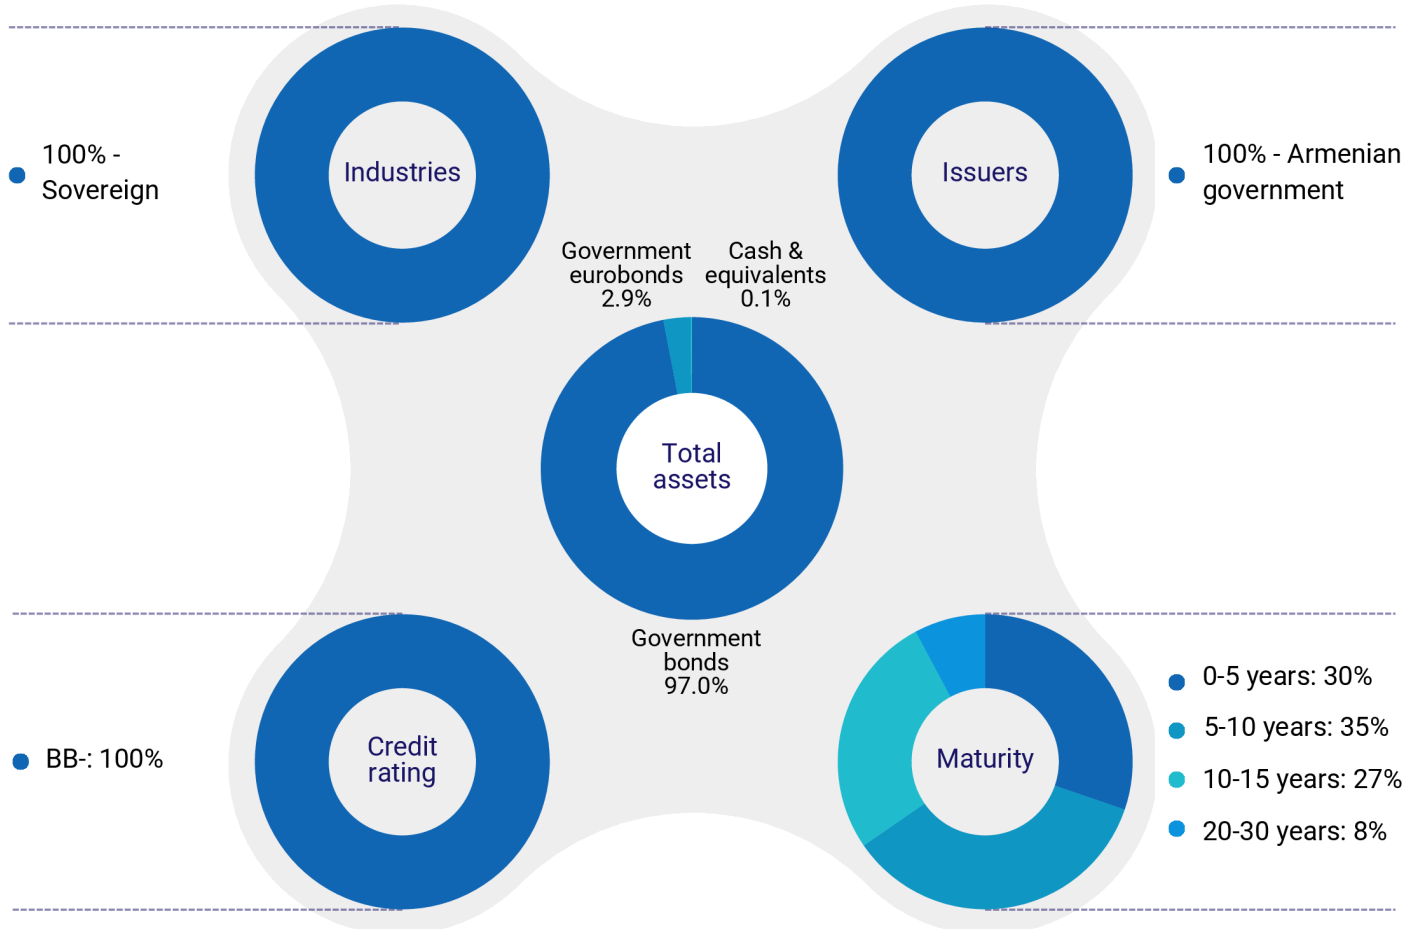 100% -
Sovereign
Industries
Issuers
100% - Armenian
government
Government
eurobonds
2.9%
Cash &
equivalents
0.1%
Total
assets
Government
bonds
97.0%
BB-: 100%
Credit
rating
Maturity
0-5 years: 30%
5-10 years: 35%
10-15 years: 27%
20-30 years: 8%